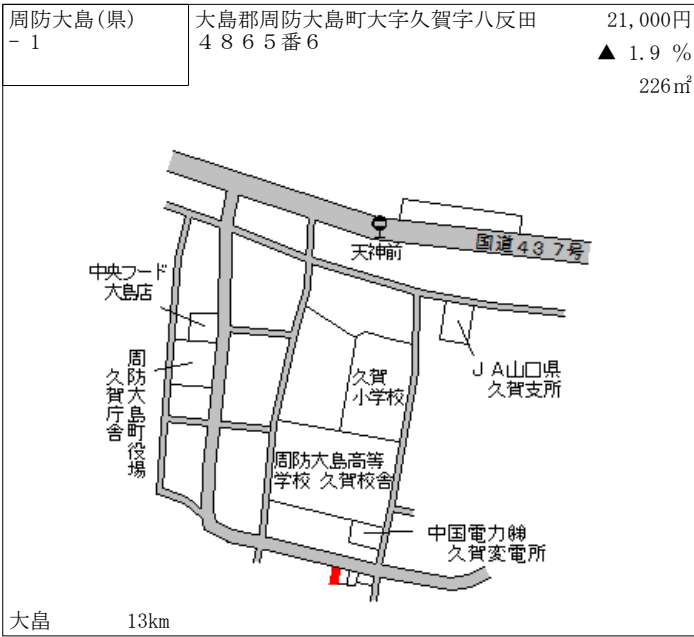 周防大島(県)
- 1
大島郡周防大島町大字久賀字八反田
４８６５番６
21,000円
▲ 1.9 %
226㎡
国道４３７号
天神前
中央フード
大島店
ＪＡ山口県
久賀支所
久賀
小学校
周防大島町役場
久賀庁舎
周防大島高等
学校 久賀校舎
中国電力㈱
久賀変電所
大畠 13km